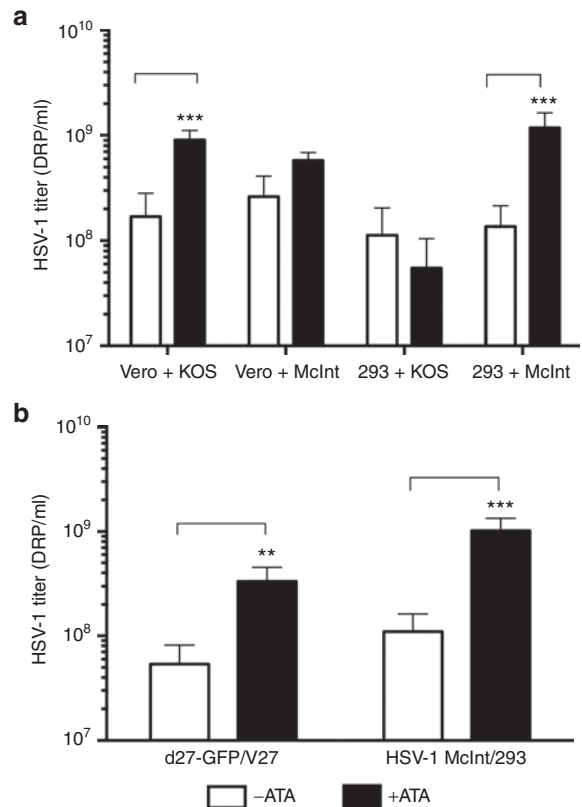 a
HSV-1 titer (DRP/ml)
10^10
10^9
10^8
10^7
***
***
Vero + KOS
Vero + McInt
293 + KOS
293 + McInt
b
HSV-1 titer (DRP/ml)
10^10
10^9
10^8
10^7
**
***
d27-GFP/V27
HSV-1 McInt/293
−ATA
+ATA